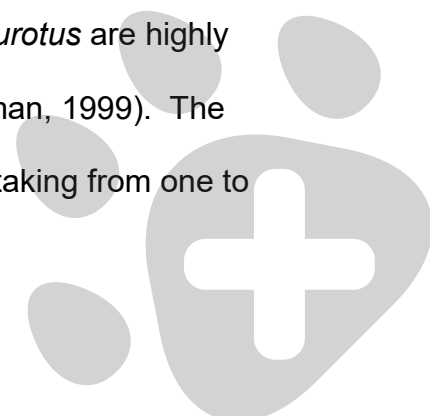 urotus are highly
nan, 1999). The
taking from one to